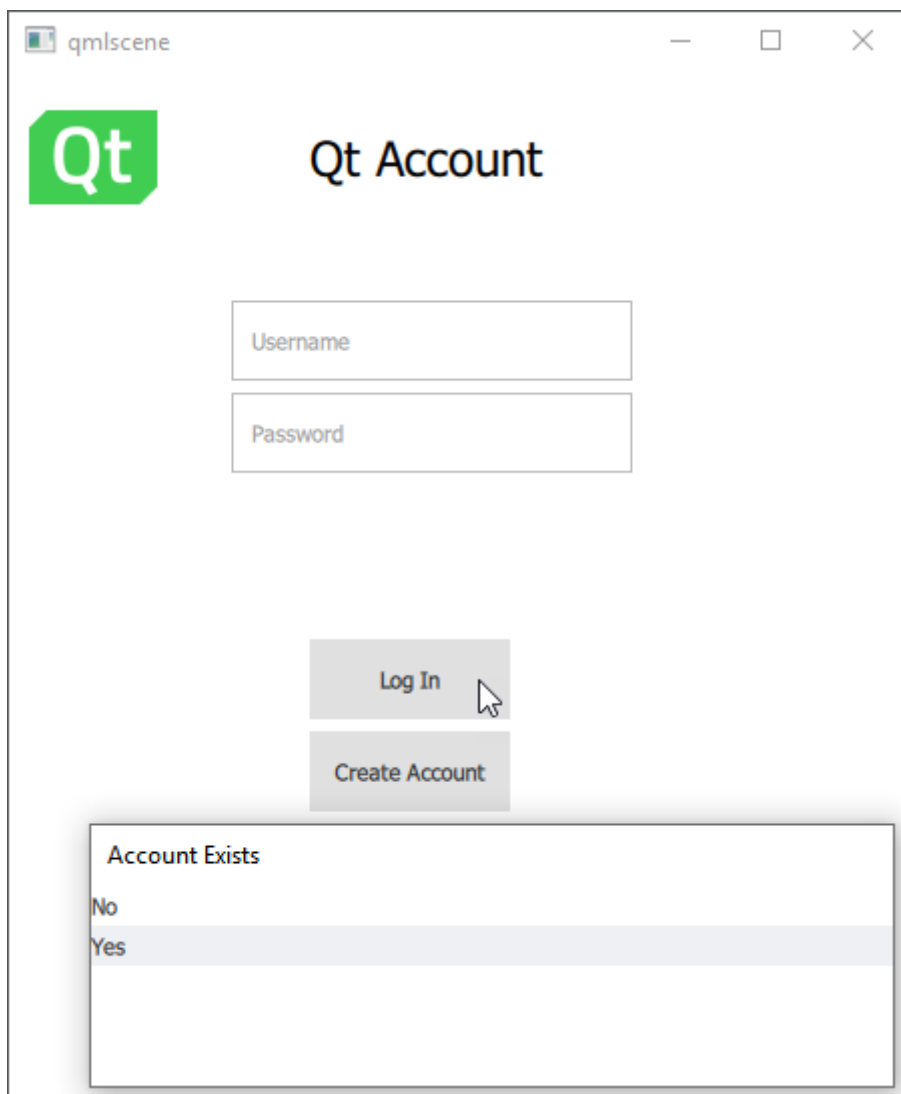 qmlscene
Qt
Qt Account
Username
Password
Log In
Create Account
Account Exists
No
Yes